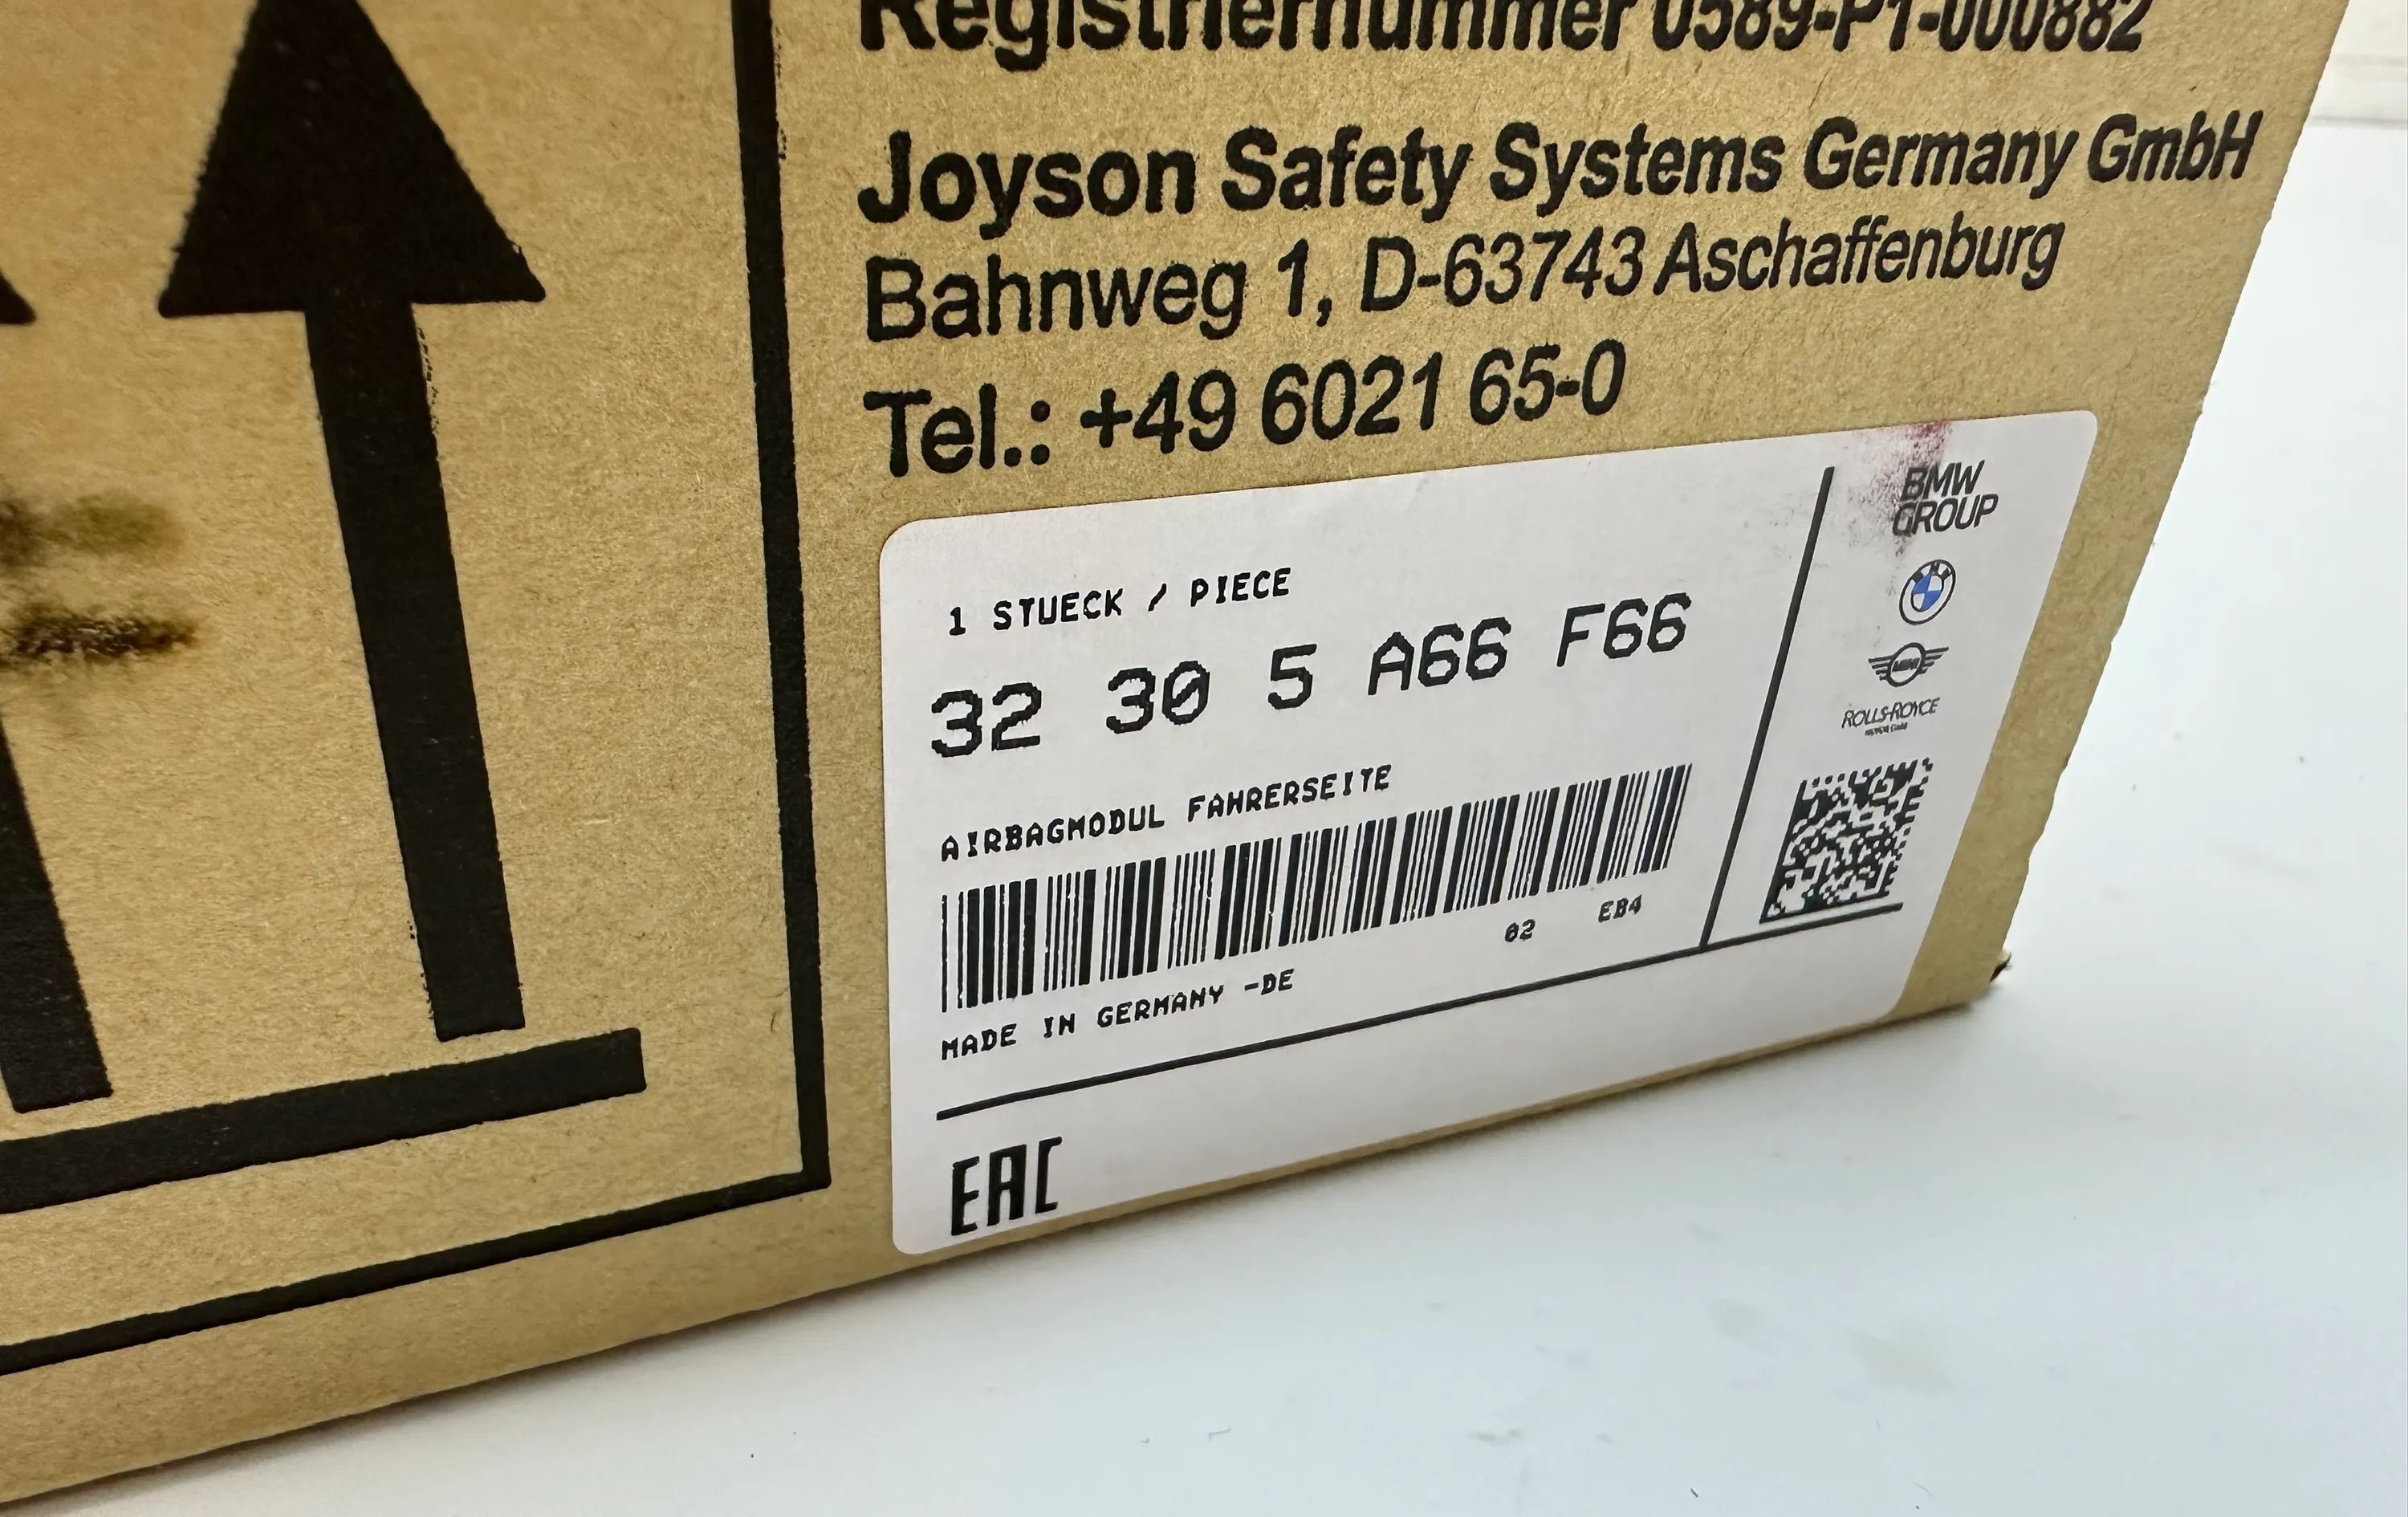 Registriernummer 0589-P1-000882
Joyson Safety Systems Germany GmbH
Bahnweg 1, D-63743 Aschaffenburg
Tel.: +49 6021 65-0
BMW
GROUP
BMW
MINI
ROLLS-ROYCE
1 STUECK / PIECE
32 30 5 A66 F66
AIRBAGMODUL FAHRERSEITE
02 EB4
MADE IN GERMANY -DE
EAC